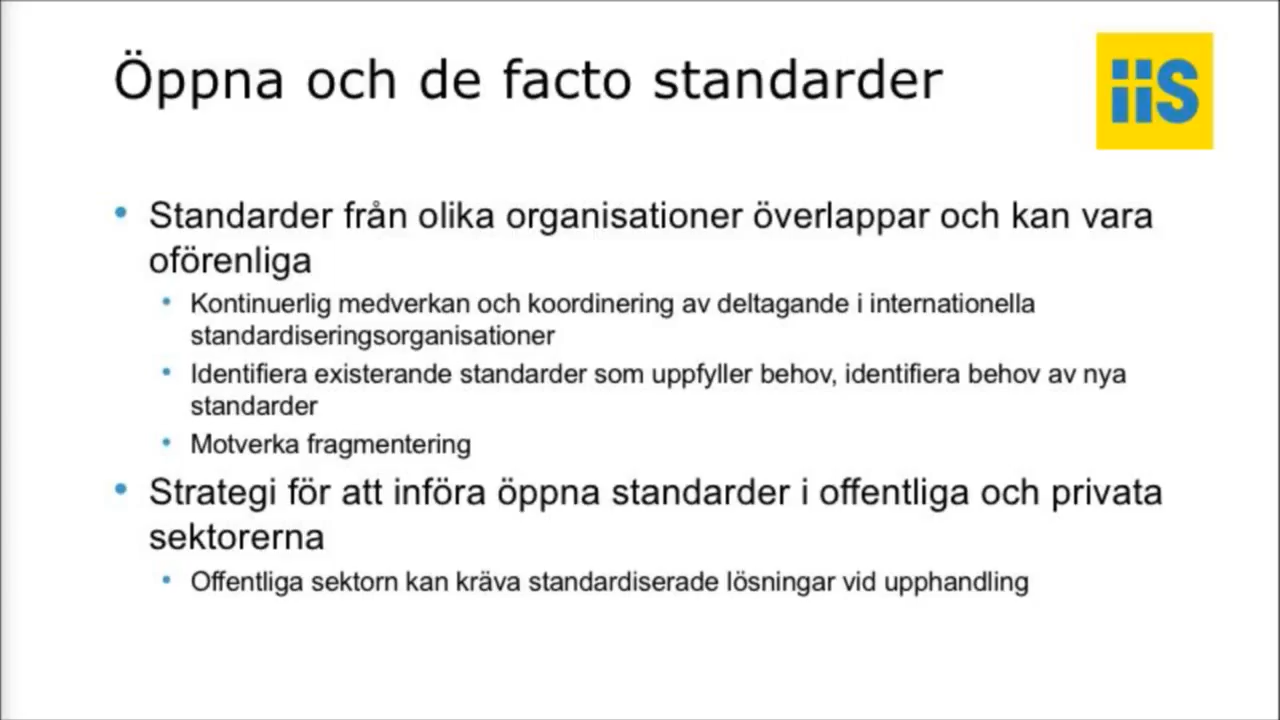 Öppna och de facto standarder
iis
• Standarder från olika organisationer överlappar och kan vara
oförenliga
• Kontinuerlig medverkan och koordinering av deltagande i internationella
standardiseringsorganisationer
• Identifiera existerande standarder som uppfyller behov, identifiera behov av nya
standarder
• Motverka fragmentering
• Strategi för att införa öppna standarder i offentliga och privata
sektorerna
• Offentliga sektorn kan kräva standardiserade lösningar vid upphandling